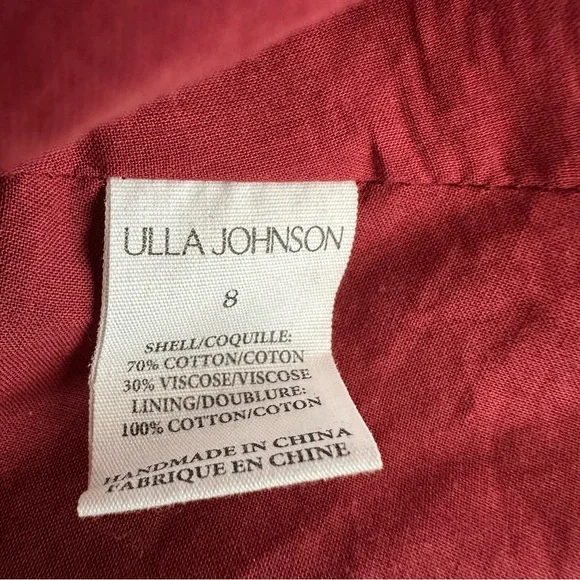 ULLA JOHNSON
8
SHELL/COQUILLE:
70% COTTON/COTON
30% VISCOSE/VISCOSE
LINING/DOUBLURE:
100% COTTON/COTON
HANDMADE IN CHINA
FABRIQUE EN CHINE